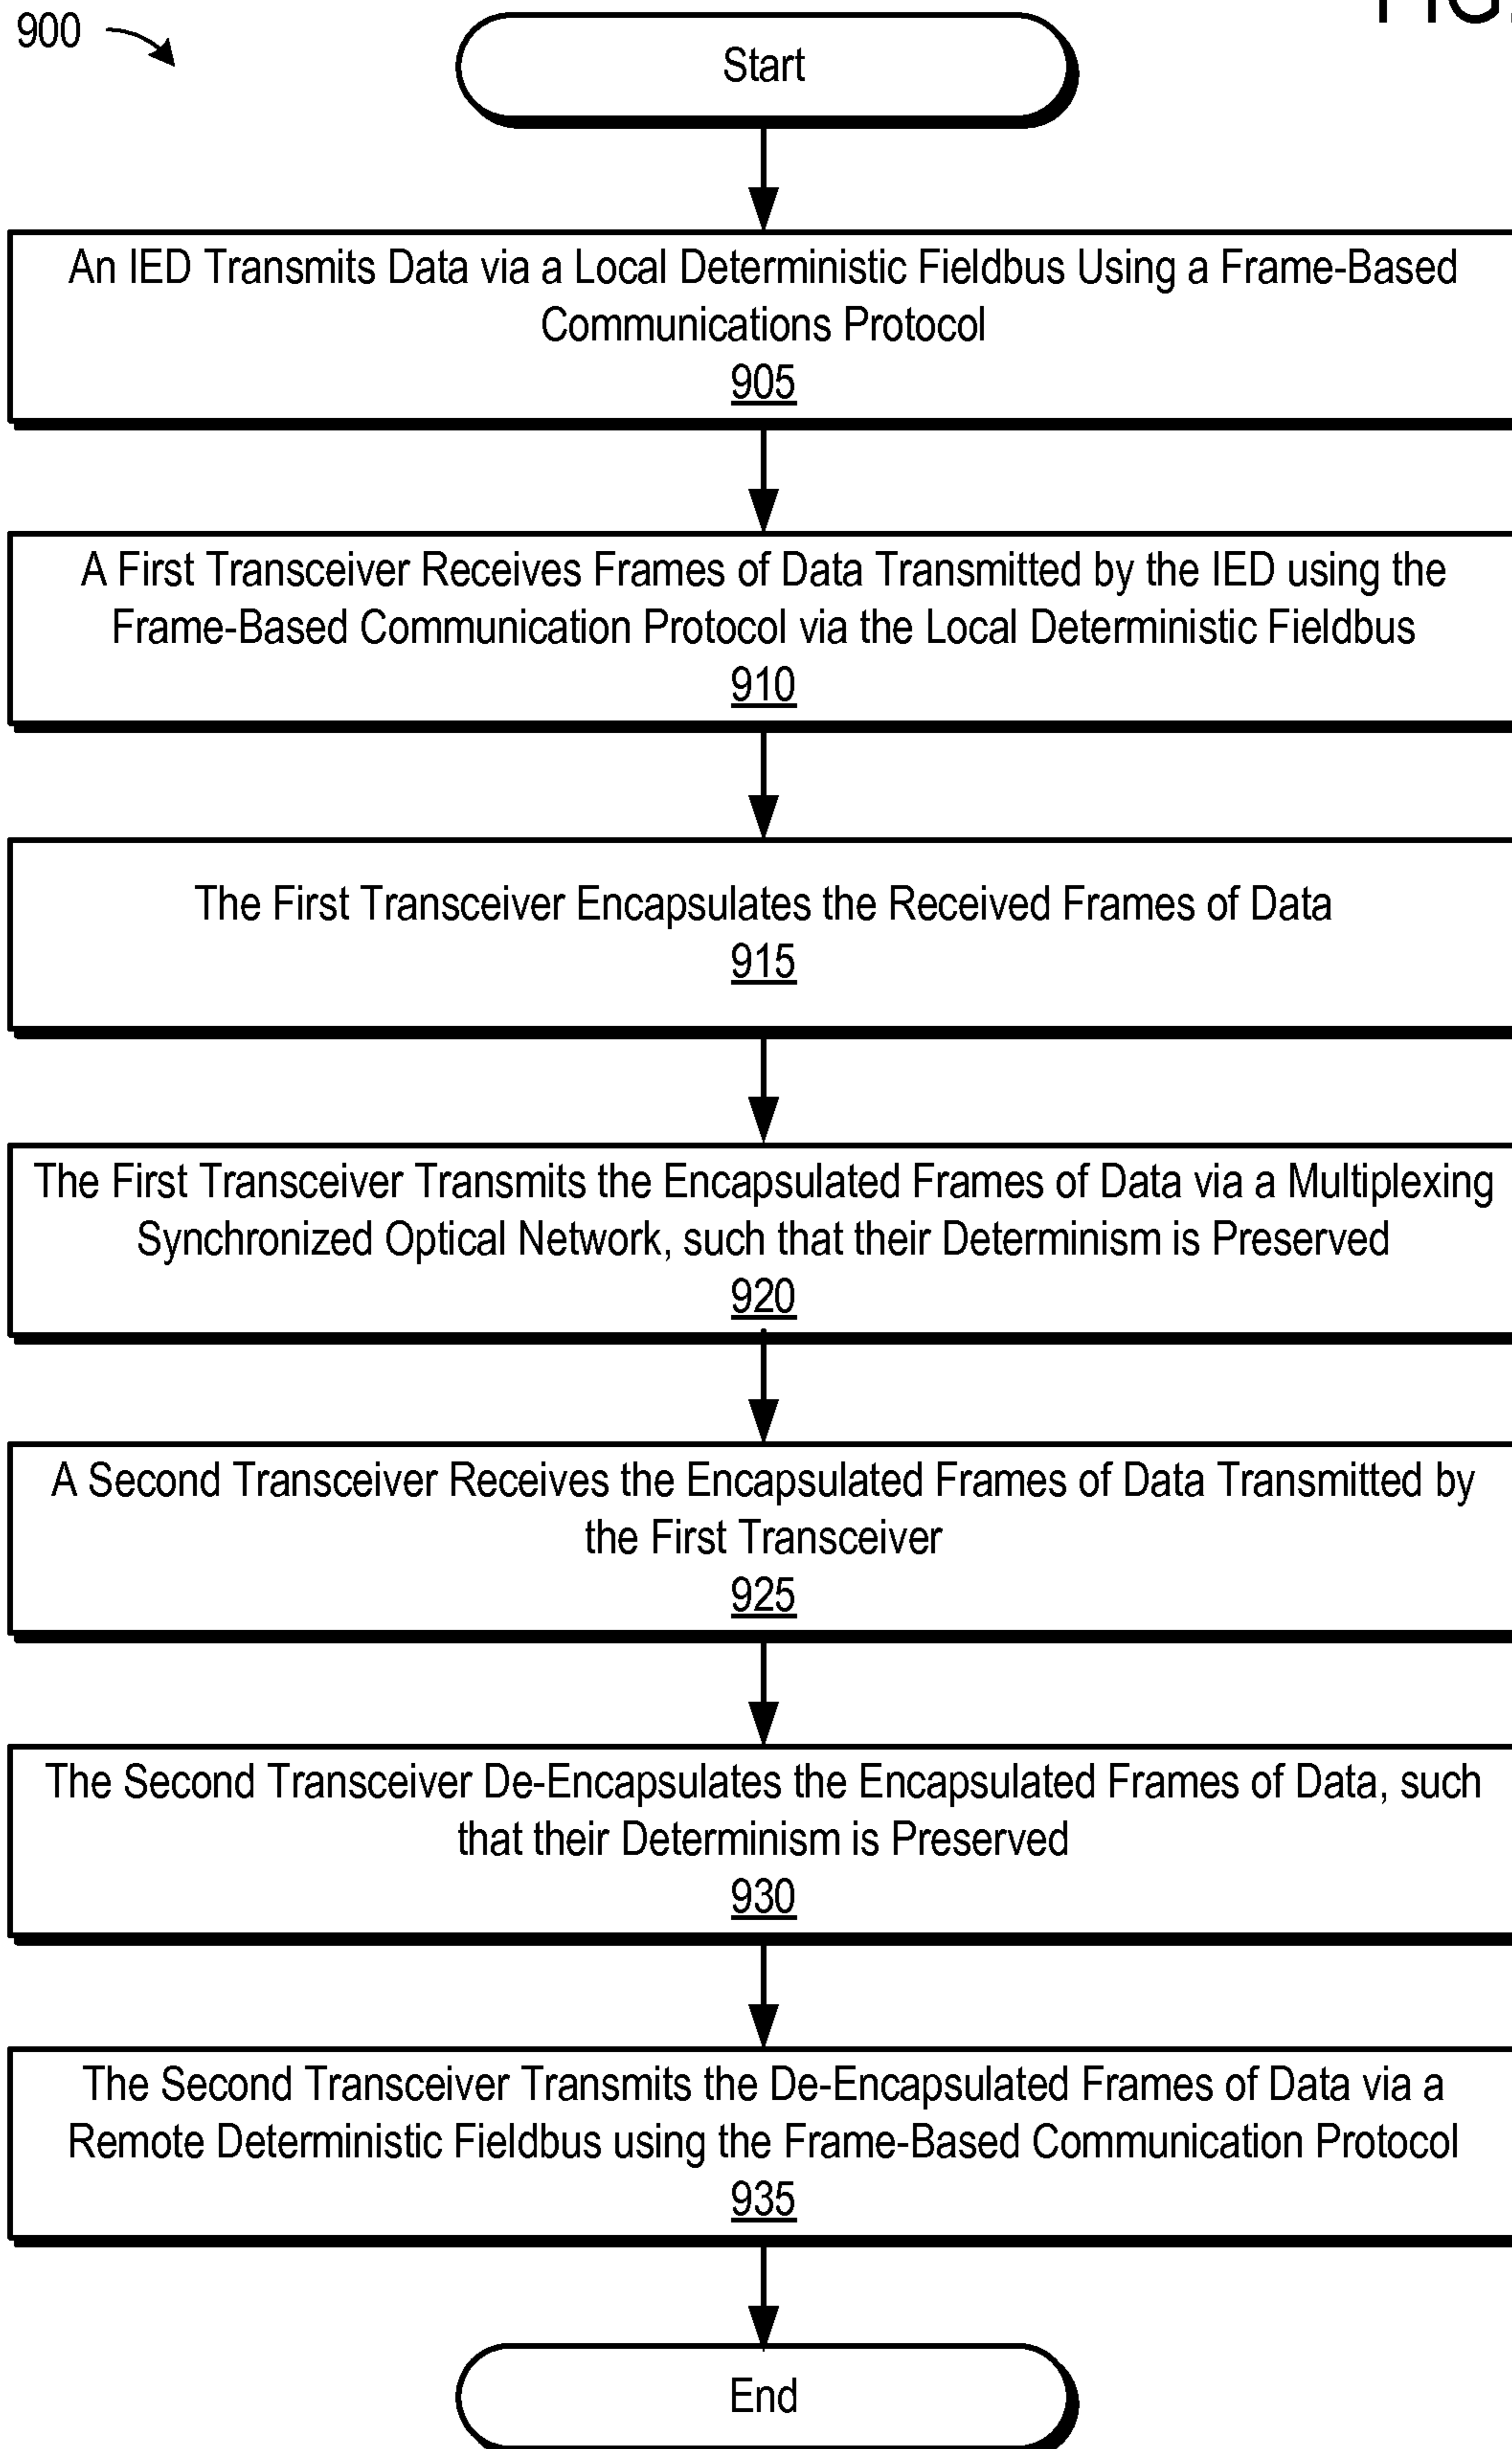 900
FIG.
Start
An IED Transmits Data via a Local Deterministic Fieldbus Using a Frame-Based
Communications Protocol
905
A First Transceiver Receives Frames of Data Transmitted by the IED using the
Frame-Based Communication Protocol via the Local Deterministic Fieldbus
910
The First Transceiver Encapsulates the Received Frames of Data
915
The First Transceiver Transmits the Encapsulated Frames of Data via a Multiplexing
Synchronized Optical Network, such that their Determinism is Preserved
920
A Second Transceiver Receives the Encapsulated Frames of Data Transmitted by
the First Transceiver
925
The Second Transceiver De-Encapsulates the Encapsulated Frames of Data, such
that their Determinism is Preserved
930
The Second Transceiver Transmits the De-Encapsulated Frames of Data via a
Remote Deterministic Fieldbus using the Frame-Based Communication Protocol
935
End